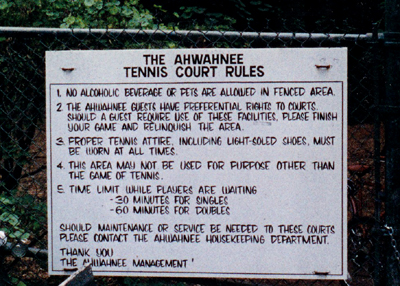 THE AHWAHNEE
TENNIS COURT RULES
1. NO ALCOHOLIC BEVERAGE OR PETS ARE ALLOWED IN FENCED AREA.
2. THE AHWAHNEE GUESTS HAVE PREFERENTIAL RIGHTS TO COURTS.
SHOULD A GUEST REQUIRE USE OF THESE FACILITIES, PLEASE FINISH
YOUR GAME AND RELINQUISH THE AREA.
3. PROPER TENNIS ATTIRE, INCLUDING LIGHT-SOLED SHOES, MUST
BE WORN AT ALL TIMES.
4. THIS AREA MAY NOT BE USED FOR PURPOSE OTHER THAN
THE GAME OF TENNIS.
5. TIME LIMIT WHILE PLAYERS ARE WAITING
-30 MINUTES FOR SINGLES
-60 MINUTES FOR DOUBLES
SHOULD MAINTENANCE OR SERVICE BE NEEDED TO THESE COURTS
PLEASE CONTACT THE AHWAHNEE HOUSEKEEPING DEPARTMENT.
THANK YOU
THE AHWAHNEE MANAGEMENT